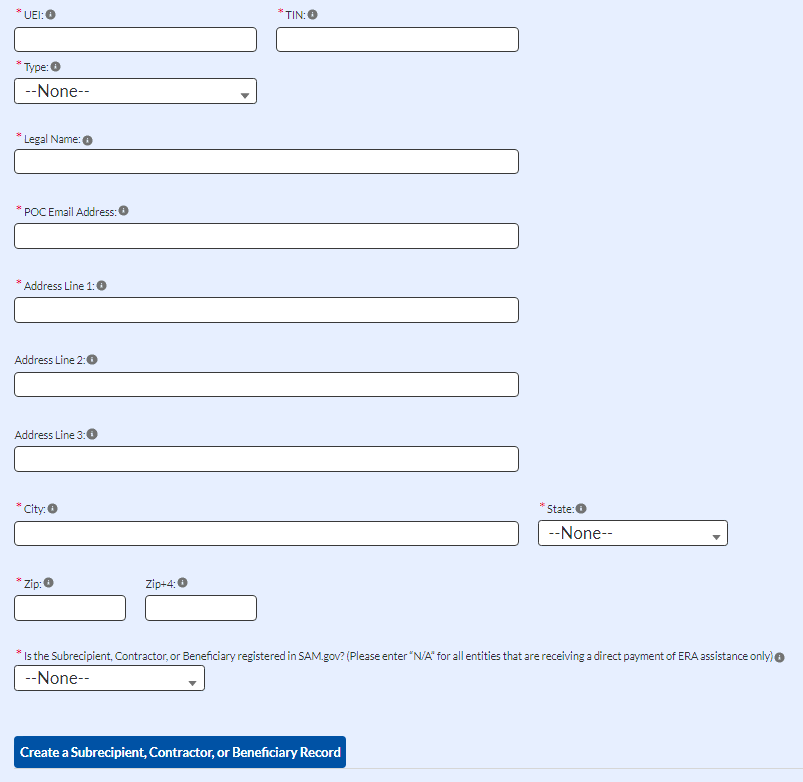 * UEI: * TIN:
* Type:
--None--
* Legal Name:
* POC Email Address:
* Address Line 1:
Address Line 2:
Address Line 3:
* City: * State:
--None--
* Zip: Zip+4:
* Is the Subrecipient, Contractor, or Beneficiary registered in SAM.gov? (Please enter "N/A" for all entities that are receiving a direct payment of ERA assistance only)
--None--
Create a Subrecipient, Contractor, or Beneficiary Record